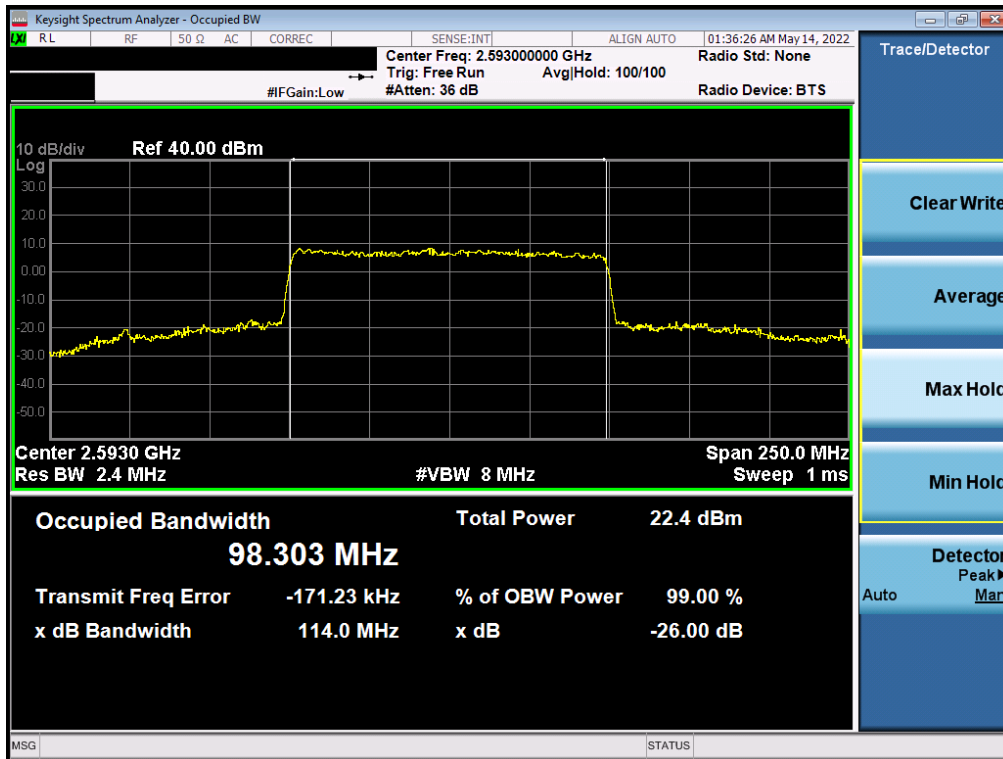 Keysight Spectrum Analyzer - Occupied BW
LXI RL RF 50 Ω AC CORREC SENSE:INT ALIGN AUTO 01:36:26 AM May 14, 2022
Center Freq: 2.593000000 GHz Radio Std: None
Trig: Free Run Avg|Hold: 100/100
#IFGain:Low #Atten: 36 dB Radio Device: BTS
10 dB/div Ref 40.00 dBm
Log
30.0
20.0
10.0
0.00
-10.0
-20.0
-30.0
-40.0
-50.0
Center 2.5930 GHz Span 250.0 MHz
Res BW 2.4 MHz #VBW 8 MHz Sweep 1 ms
Occupied Bandwidth Total Power 22.4 dBm
98.303 MHz
Transmit Freq Error -171.23 kHz % of OBW Power 99.00 %
x dB Bandwidth 114.0 MHz x dB -26.00 dB
MSG STATUS
Trace/Detector
Clear Write
Average
Max Hold
Min Hold
Detector
Peak▶
Auto Man